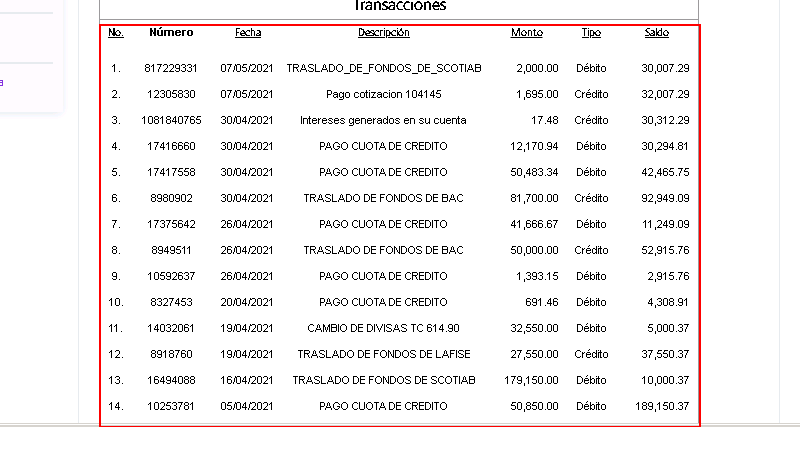 Transacciones
No. Número Fecha Descripción Monto Tipo Saldo
1. 817229331 07/05/2021 TRASLADO_DE_FONDOS_DE_SCOTIAB 2,000.00 Débito 30,007.29
2. 12305830 07/05/2021 Pago cotizacion 104145 1,695.00 Crédito 32,007.29
3. 1081840765 30/04/2021 Intereses generados en su cuenta 17.48 Crédito 30,312.29
4. 17416660 30/04/2021 PAGO CUOTA DE CREDITO 12,170.94 Débito 30,294.81
5. 17417558 30/04/2021 PAGO CUOTA DE CREDITO 50,483.34 Débito 42,465.75
6. 8980902 30/04/2021 TRASLADO DE FONDOS DE BAC 81,700.00 Crédito 92,949.09
7. 17375642 26/04/2021 PAGO CUOTA DE CREDITO 41,666.67 Débito 11,249.09
8. 8949511 26/04/2021 TRASLADO DE FONDOS DE BAC 50,000.00 Crédito 52,915.76
9. 10592637 26/04/2021 PAGO CUOTA DE CREDITO 1,393.15 Débito 2,915.76
10. 8327453 20/04/2021 PAGO CUOTA DE CREDITO 691.46 Débito 4,308.91
11. 14032061 19/04/2021 CAMBIO DE DIVISAS TC 614.90 32,550.00 Débito 5,000.37
12. 8918760 19/04/2021 TRASLADO DE FONDOS DE LAFISE 27,550.00 Crédito 37,550.37
13. 16494088 16/04/2021 TRASLADO DE FONDOS DE SCOTIAB 179,150.00 Débito 10,000.37
14. 10253781 05/04/2021 PAGO CUOTA DE CREDITO 50,850.00 Débito 189,150.37